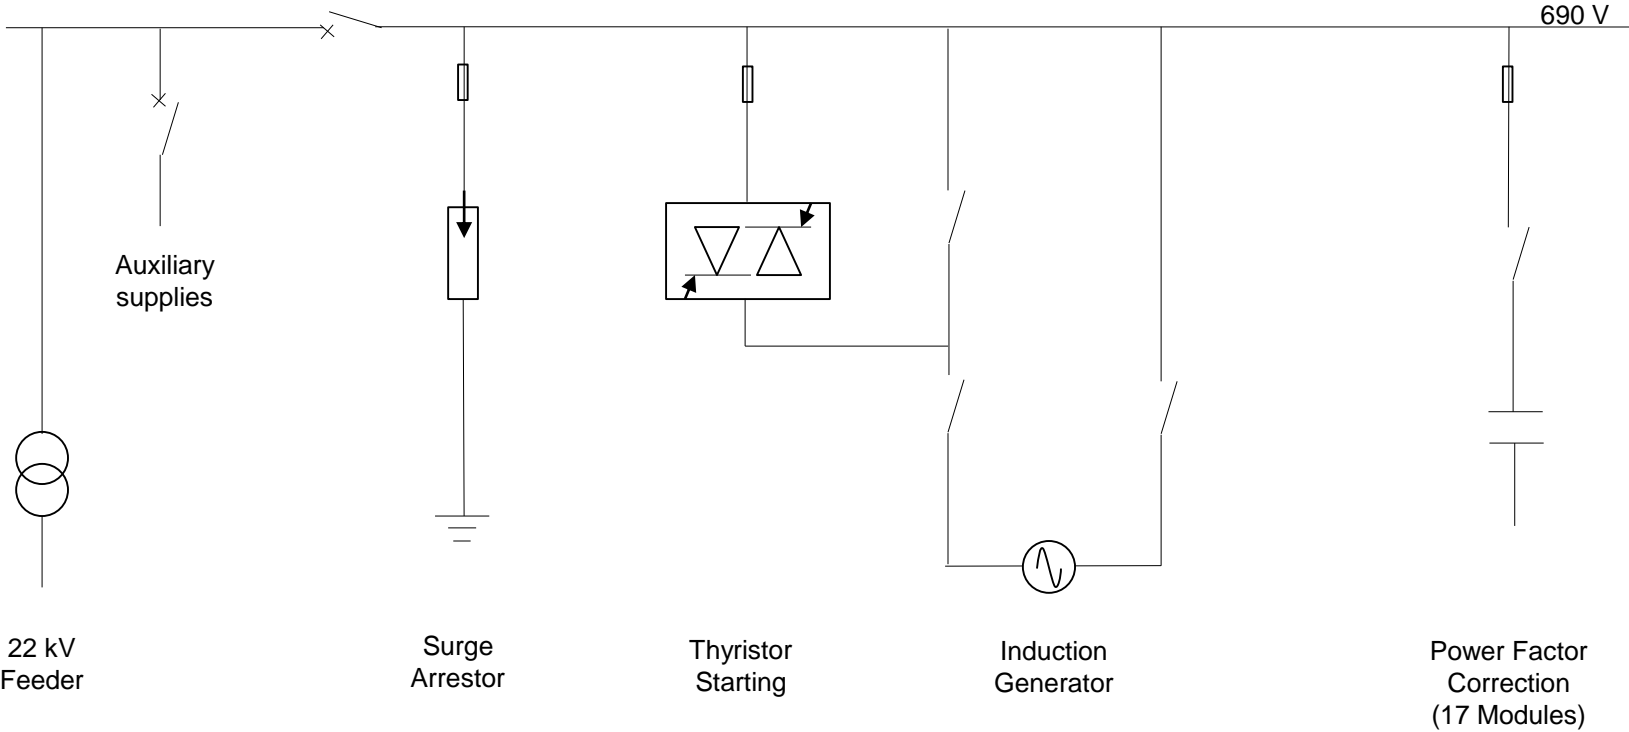 690 V
Auxiliary
supplies
22 kV
Feeder
Surge
Arrestor
Thyristor
Starting
Induction
Generator
Power Factor
Correction
(17 Modules)